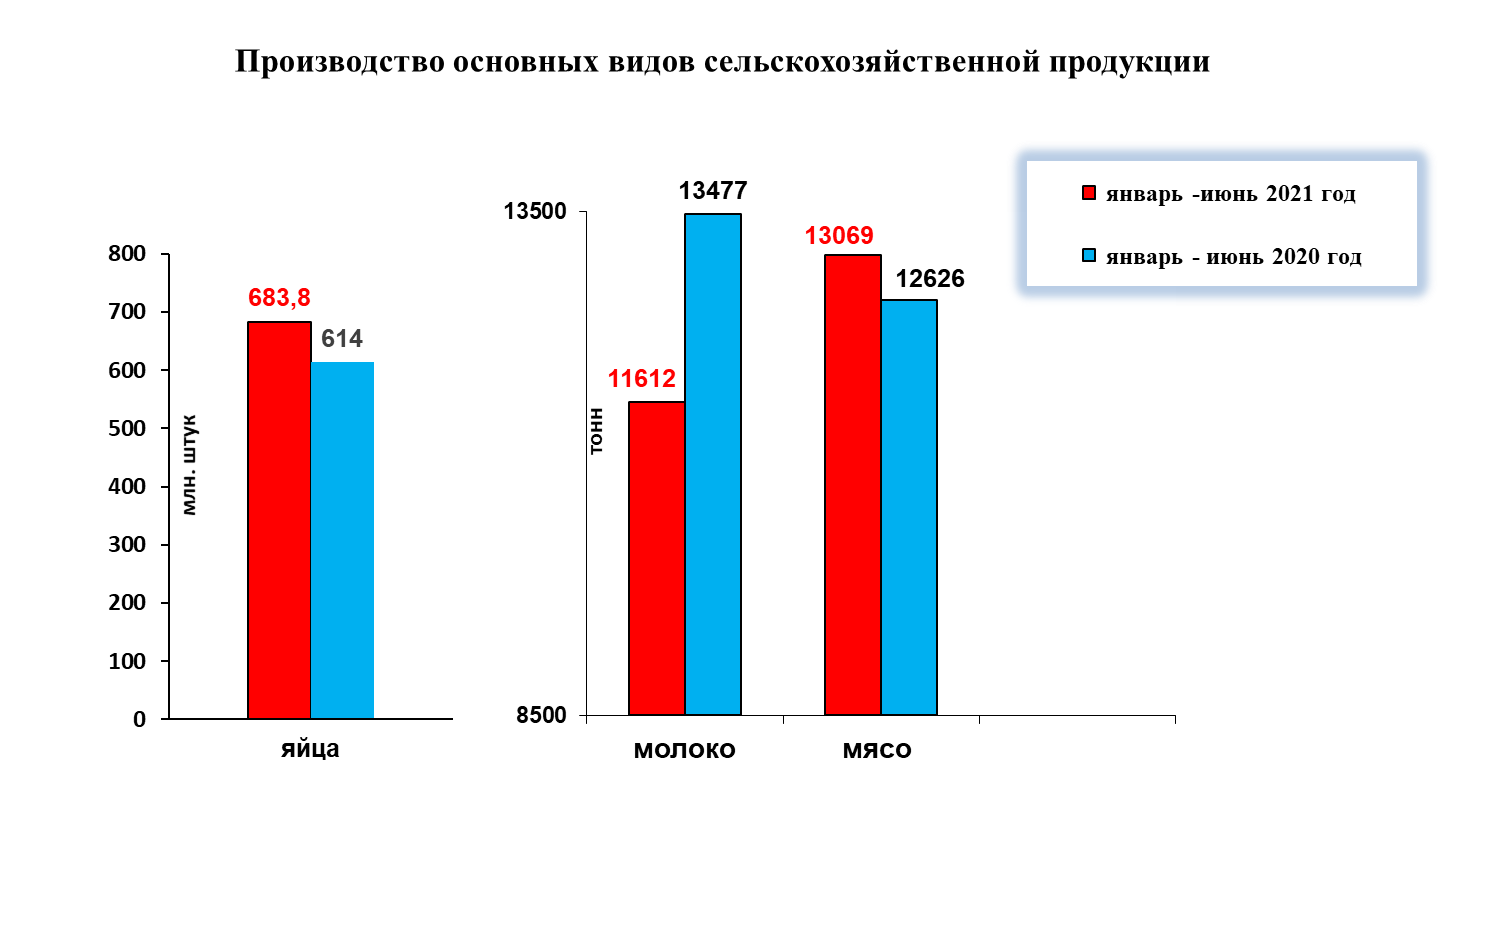 Производство основных видов сельскохозяйственной продукции
январь -июнь 2021 год
январь - июнь 2020 год
800
700
600
500
400
300
200
100
0
млн. штук
683,8
614
яйца
13500
8500
тонн
11612
13477
13069
12626
молоко
мясо